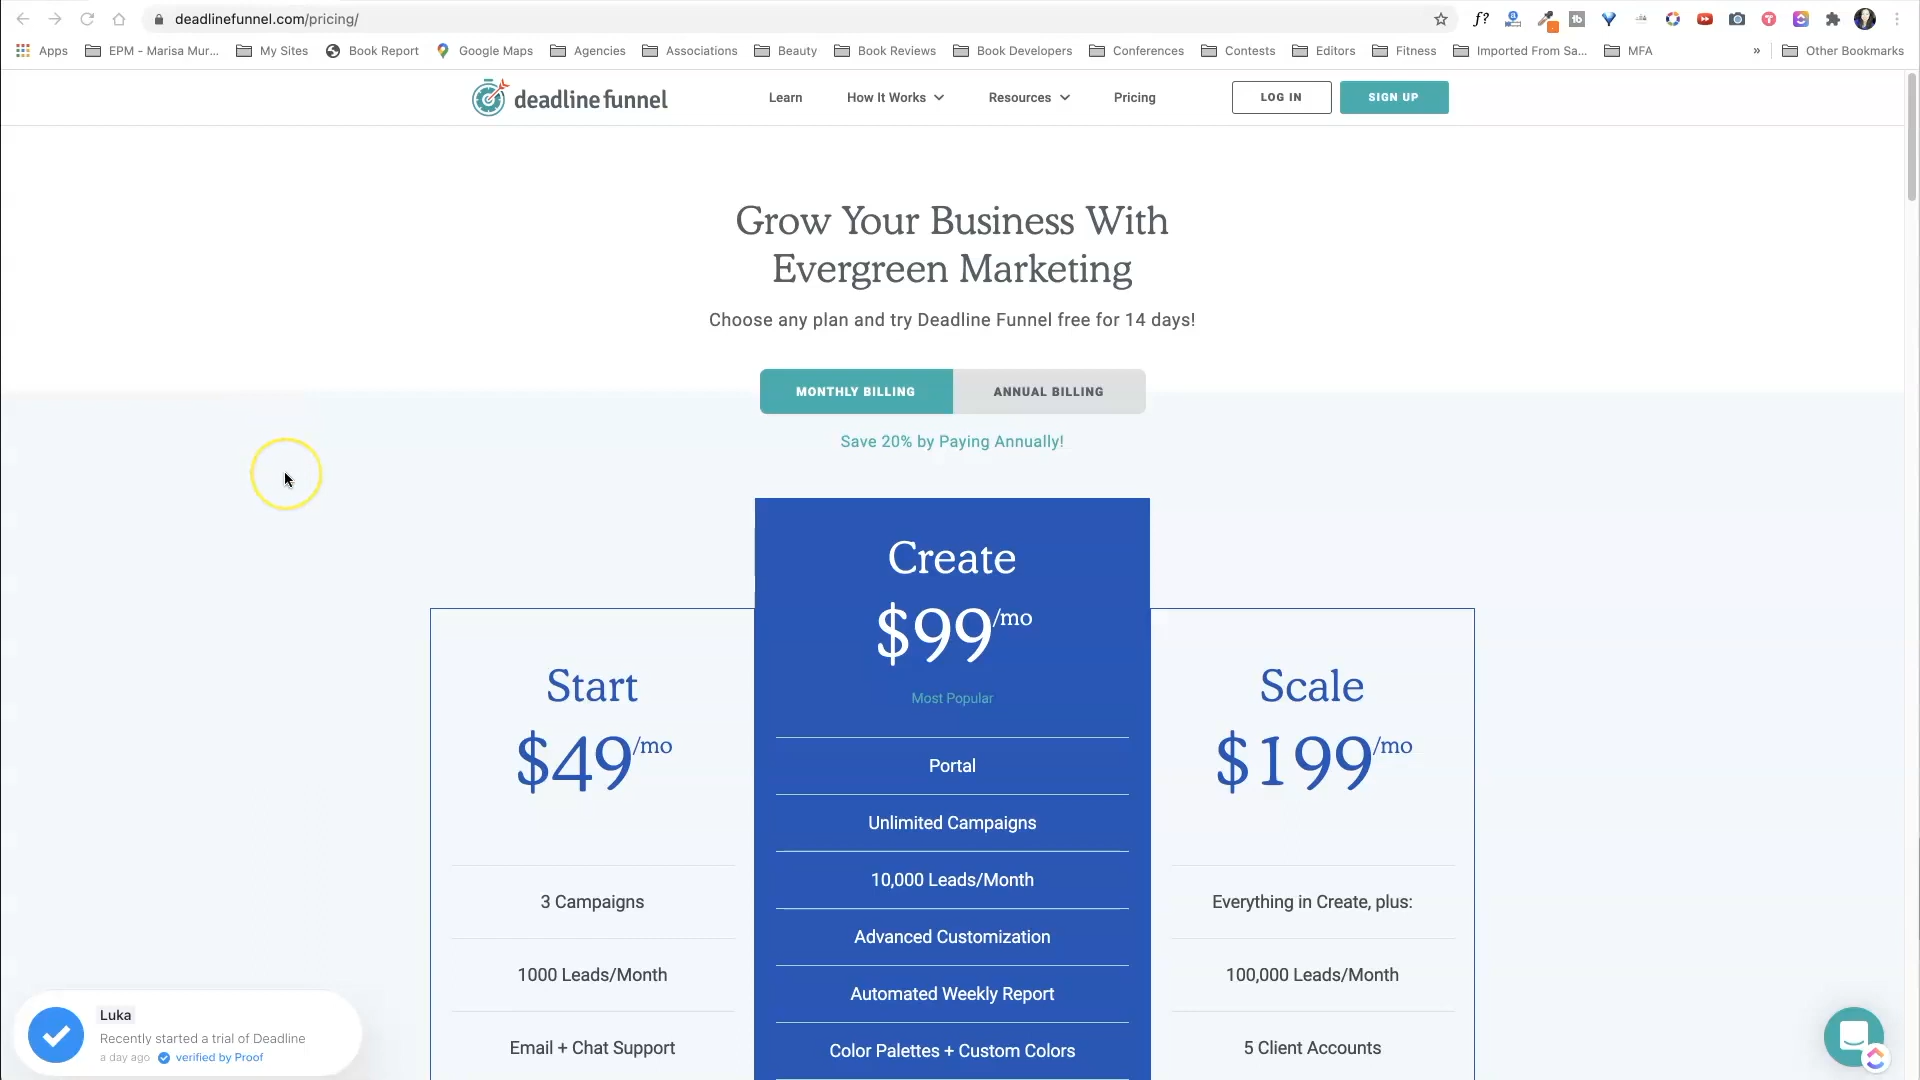 deadlinefunnel.com/pricing/
f?
Apps
EPM - Marisa Mur...
My Sites
Book Report
Google Maps
Agencies
Associations
Beauty
Book Reviews
Book Developers
Conferences
Contests
Editors
Fitness
Imported From Sa...
MFA
»
Other Bookmarks
deadline funnel
Learn
How It Works
Resources
Pricing
LOG IN
SIGN UP
Grow Your Business With
Evergreen Marketing
Choose any plan and try Deadline Funnel free for 14 days!
MONTHLY BILLING
ANNUAL BILLING
Save 20% by Paying Annually!
Start
$49/mo
3 Campaigns
1000 Leads/Month
Email + Chat Support
Create
$99/mo
Most Popular
Portal
Unlimited Campaigns
10,000 Leads/Month
Advanced Customization
Automated Weekly Report
Color Palettes + Custom Colors
Scale
$199/mo
Everything in Create, plus:
100,000 Leads/Month
5 Client Accounts
Luka
Recently started a trial of Deadline
a day ago verified by Proof